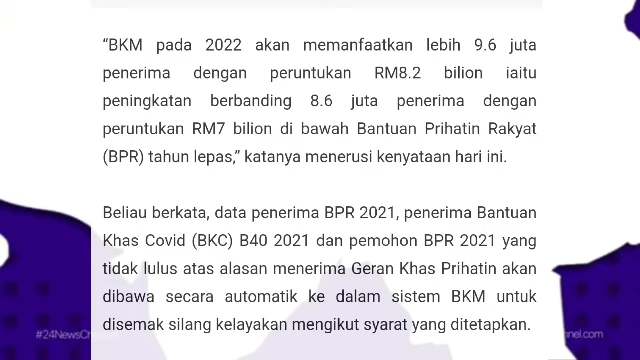 “BKM pada 2022 akan memanfaatkan lebih 9.6 juta
penerima dengan peruntukan RM8.2 bilion iaitu
peningkatan berbanding 8.6 juta penerima dengan
peruntukan RM7 bilion di bawah Bantuan Prihatin Rakyat
(BPR) tahun lepas,” katanya menerusi kenyataan hari ini.
Beliau berkata, data penerima BPR 2021, penerima Bantuan
Khas Covid (BKC) B40 2021 dan pemohon BPR 2021 yang
tidak lulus atas alasan menerima Geran Khas Prihatin akan
dibawa secara automatik ke dalam sistem BKM untuk
disemak silang kelayakan mengikut syarat yang ditetapkan.